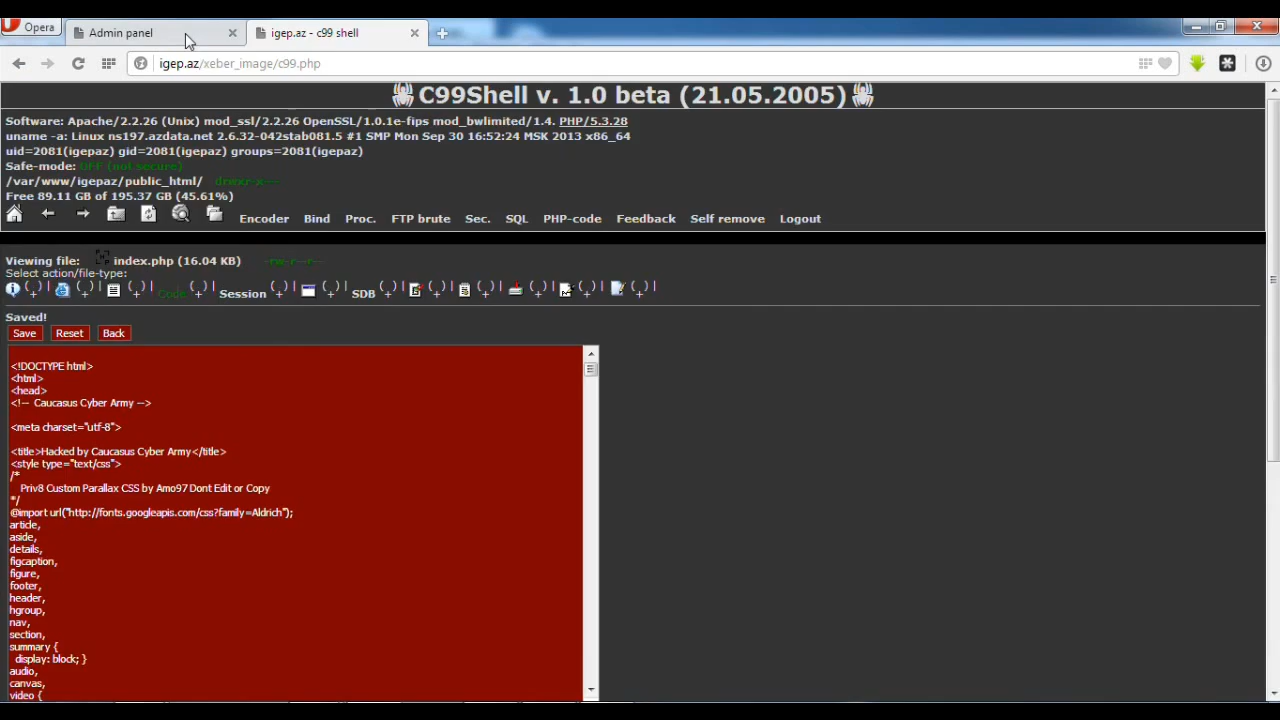 Opera
Admin panel
igep.az - c99 shell
igep.az/xeber_image/c99.php
C99Shell v. 1.0 beta (21.05.2005)
Software: Apache/2.2.26 (Unix) mod_ssl/2.2.26 OpenSSL/1.0.1e-fips mod_bwlimited/1.4. PHP/5.3.28
uname -a: Linux ns197.azdata.net 2.6.32-042stab081.5 #1 SMP Mon Sep 30 16:52:24 MSK 2013 x86_64
uid=2081(igepaz) gid=2081(igepaz) groups=2081(igepaz)
Safe-mode: OFF (not secure)
/var/www/igepaz/public_html/ drwxr-x---
Free 89.11 GB of 195.37 GB (45.61%)
Encoder Bind Proc. FTP brute Sec. SQL PHP-code Feedback Self remove Logout
Viewing file: index.php (16.04 KB) -rw-r--r--
Select action/file-type:
(+) | (+) | (+) | Code (+) | Session (+) | (+) | SDB (+) | (+) | (+) | (+) | (+) | (+) |
Saved!
Save Reset Back
<!DOCTYPE html>
<html>
<head>
<!-- Caucasus Cyber Army -->
<meta charset="utf-8">
<title>Hacked by Caucasus Cyber Army</title>
<style type="text/css">
/*
Priv8 Custom Parallax CSS by Amo97 Dont Edit or Copy
*/
@import url("http://fonts.googleapis.com/css?family=Aldrich");
article,
aside,
details,
figcaption,
figure,
footer,
header,
hgroup,
nav,
section,
summary {
display: block; }
audio,
canvas,
video {